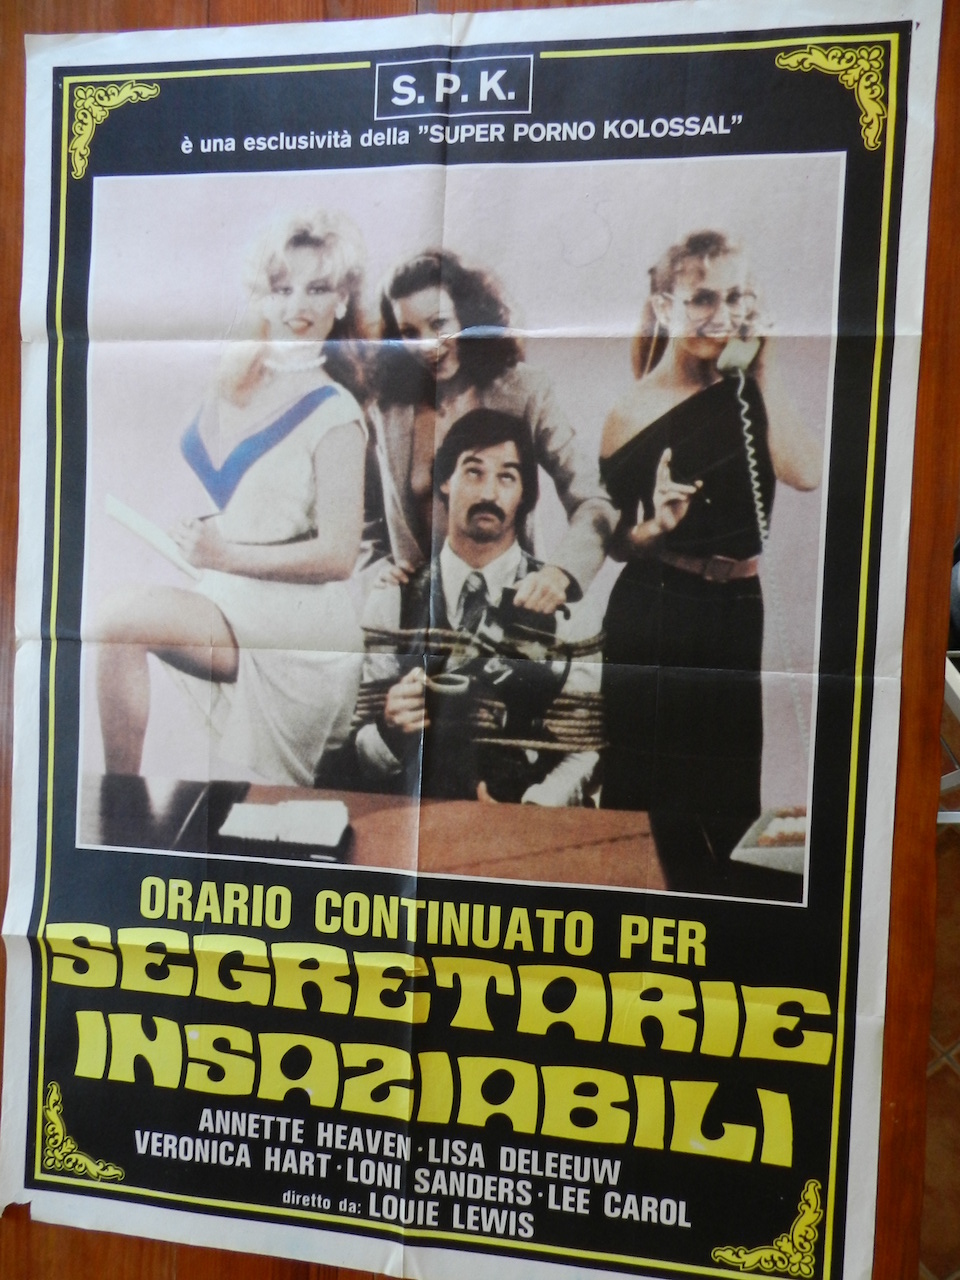 S. P. K.
è una esclusività della "SUPER PORNO KOLOSSAL"
ORARIO CONTINUATO PER
SEGRETARIE
INSAZIABILI
ANNETTE HEAVEN · LISA DELEEUW
VERONICA HART · LONI SANDERS · LEE CAROL
diretto da: LOUIE LEWIS